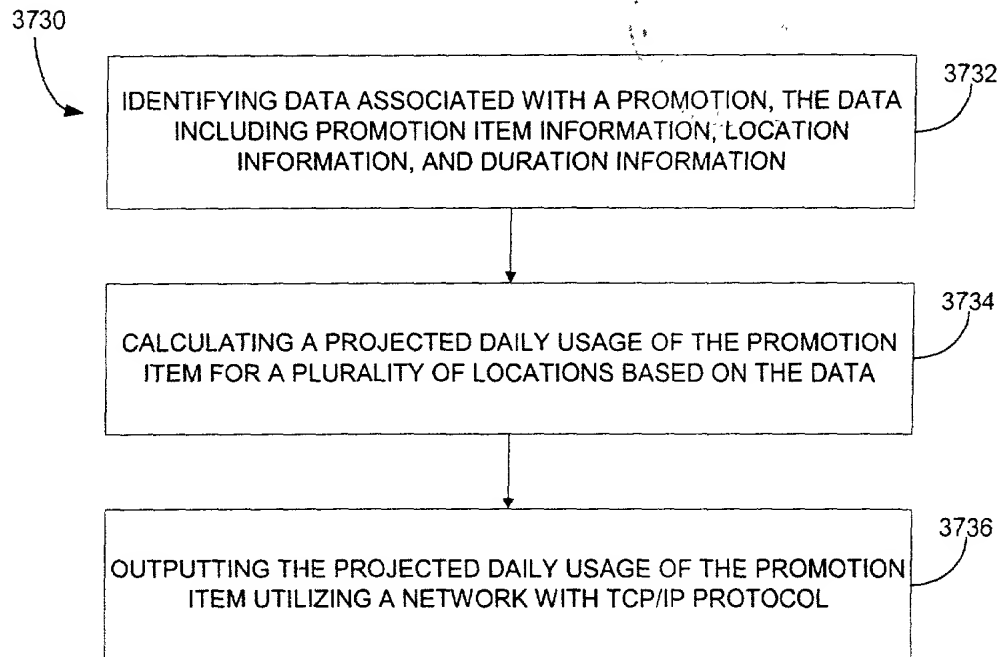 3730
3732
IDENTIFYING DATA ASSOCIATED WITH A PROMOTION, THE DATA
INCLUDING PROMOTION ITEM INFORMATION, LOCATION
INFORMATION, AND DURATION INFORMATION
3734
CALCULATING A PROJECTED DAILY USAGE OF THE PROMOTION
ITEM FOR A PLURALITY OF LOCATIONS BASED ON THE DATA
3736
OUTPUTTING THE PROJECTED DAILY USAGE OF THE PROMOTION
ITEM UTILIZING A NETWORK WITH TCP/IP PROTOCOL